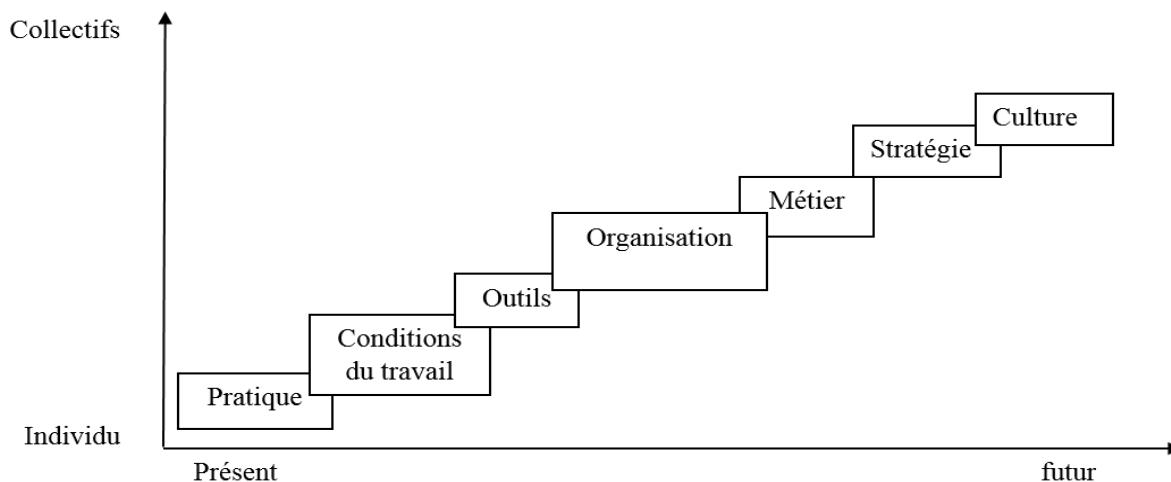 Collectifs
Culture
Stratégie
Métier
Organisation
Outils
Conditions
du travail
Pratique
Individu
Présent
futur